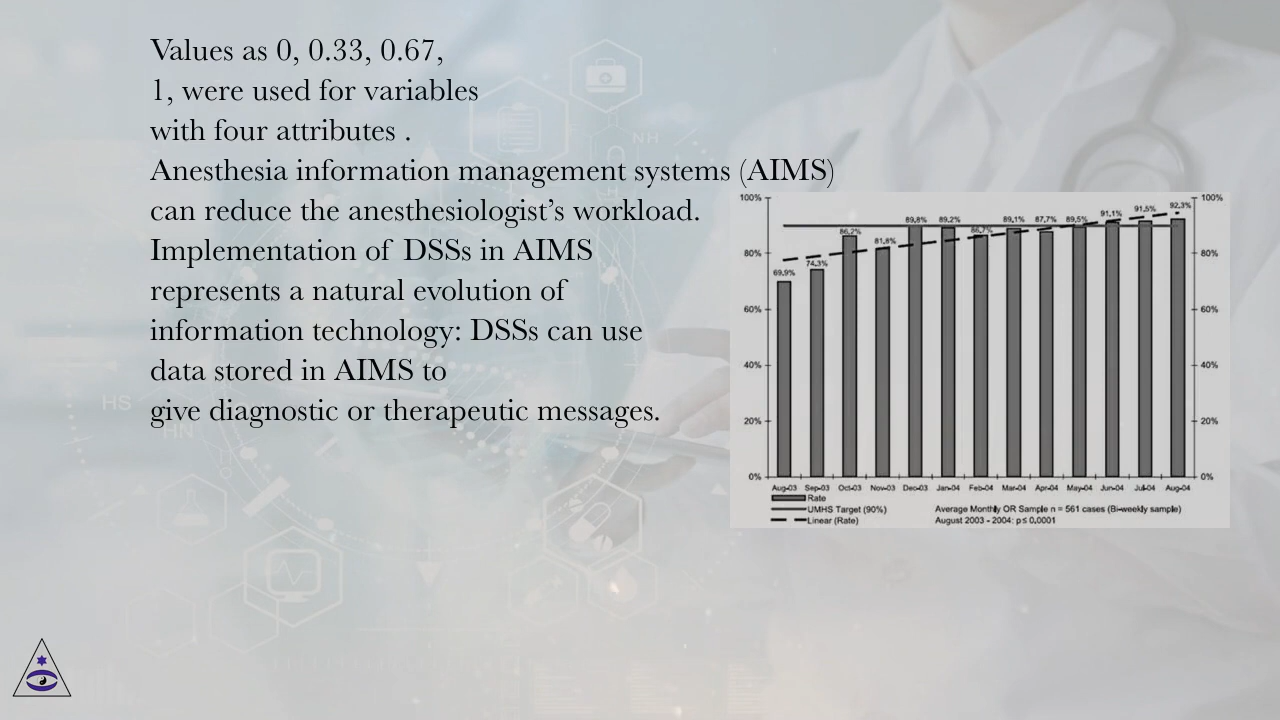 Values as 0, 0.33, 0.67,
1, were used for variables
with four attributes .
Anesthesia information management systems (AIMS)
can reduce the anesthesiologist’s workload.
Implementation of DSSs in AIMS
represents a natural evolution of
information technology: DSSs can use
data stored in AIMS to
give diagnostic or therapeutic messages.
100% 100%
80% 80%
60% 60%
40% 40%
20% 20%
0% 0%
69.9% 74.3% 86.2% 81.8% 89.8% 89.2% 86.7% 89.1% 87.7% 89.5% 91.1% 91.5% 92.3%
Aug-03 Sep-03 Oct-03 Nov-03 Dec-03 Jan-04 Feb-04 Mar-04 Apr-04 May-04 Jun-04 Jul-04 Aug-04
Rate
UMHS Target (90%) Average Monthly OR Sample n = 561 cases (Bi-weekly sample)
Linear (Rate) August 2003 - 2004: p≤ 0.0001
NH
HS
HN